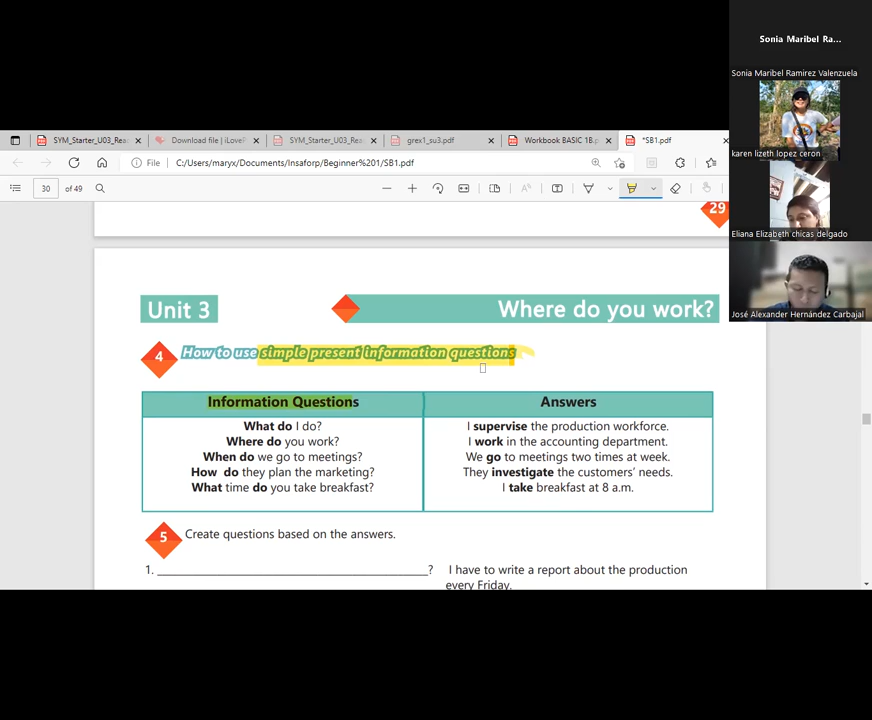 Sonia Maribel Ra...
Sonia Maribel Ramirez Valenzuela
SYM_Starter_U03_Rea
Download file | iLoveP
SYM_Starter_U03_Rea
grex1_su3.pdf
Workbook BASIC 1B.p
*SB1.pdf
karen lizeth lopez ceron
File
C:/Users/maryx/Documents/Insaforp/Beginner%201/SB1.pdf
30
of 49
29
Eliana Elizabeth chicas delgado
Unit 3
Where do you work?
José Alexander Hernández Carbajal
4
How to use simple present information questions
Information Questions
Answers
What do I do?
I supervise the production workforce.
Where do you work?
I work in the accounting department.
When do we go to meetings?
We go to meetings two times at week.
How do they plan the marketing?
They investigate the customers' needs.
What time do you take breakfast?
I take breakfast at 8 a.m.
5
Create questions based on the answers.
1. ____________________________________________?
I have to write a report about the production
every Friday.